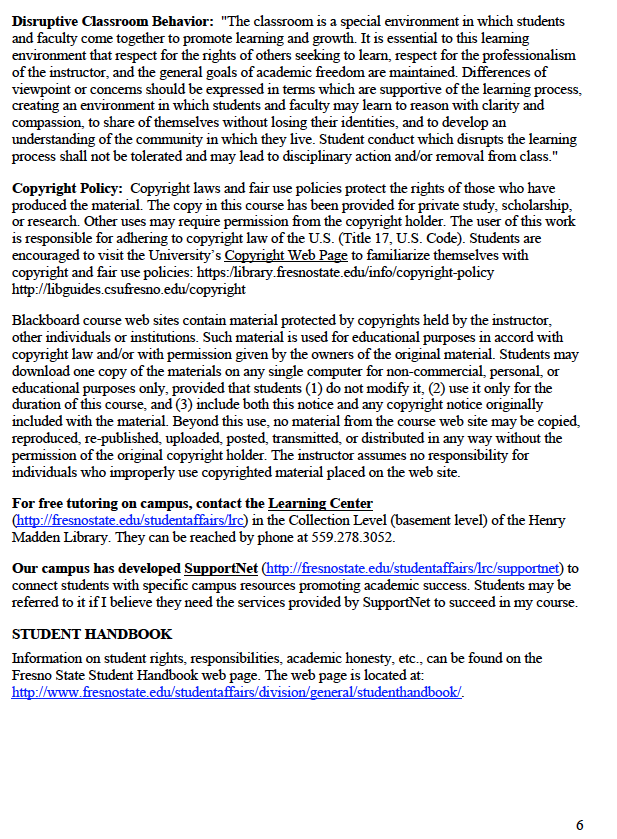 Disruptive Classroom Behavior:  "The classroom is a special environment in which students
and faculty come together to promote learning and growth. It is essential to this learning
environment that respect for the rights of others seeking to learn, respect for the professionalism
of the instructor, and the general goals of academic freedom are maintained. Differences of
viewpoint or concerns should be expressed in terms which are supportive of the learning process,
creating an environment in which students and faculty may learn to reason with clarity and
compassion, to share of themselves without losing their identities, and to develop an
understanding of the community in which they live. Student conduct which disrupts the learning
process shall not be tolerated and may lead to disciplinary action and/or removal from class."
Copyright Policy:  Copyright laws and fair use policies protect the rights of those who have
produced the material. The copy in this course has been provided for private study, scholarship,
or research. Other uses may require permission from the copyright holder. The user of this work
is responsible for adhering to copyright law of the U.S. (Title 17, U.S. Code). Students are
encouraged to visit the University's Copyright Web Page to familiarize themselves with
copyright and fair use policies: https:/library.fresnostate.edu/info/copyright-policy
http://libguides.csufresno.edu/copyright
Blackboard course web sites contain material protected by copyrights held by the instructor,
other individuals or institutions. Such material is used for educational purposes in accord with
copyright law and/or with permission given by the owners of the original material. Students may
download one copy of the materials on any single computer for non-commercial, personal, or
educational purposes only, provided that students (1) do not modify it, (2) use it only for the
duration of this course, and (3) include both this notice and any copyright notice originally
included with the material. Beyond this use, no material from the course web site may be copied,
reproduced, re-published, uploaded, posted, transmitted, or distributed in any way without the
permission of the original copyright holder. The instructor assumes no responsibility for
individuals who improperly use copyrighted material placed on the web site.
For free tutoring on campus, contact the Learning Center
(http://fresnostate.edu/studentaffairs/lrc) in the Collection Level (basement level) of the Henry
Madden Library. They can be reached by phone at 559.278.3052.
Our campus has developed SupportNet (http://fresnostate.edu/studentaffairs/lrc/supportnet) to
connect students with specific campus resources promoting academic success. Students may be
referred to it if I believe they need the services provided by SupportNet to succeed in my course.
STUDENT HANDBOOK
Information on student rights, responsibilities, academic honesty, etc., can be found on the
Fresno State Student Handbook web page. The web page is located at:
http://www.fresnostate.edu/studentaffairs/division/general/studenthandbook/.
6